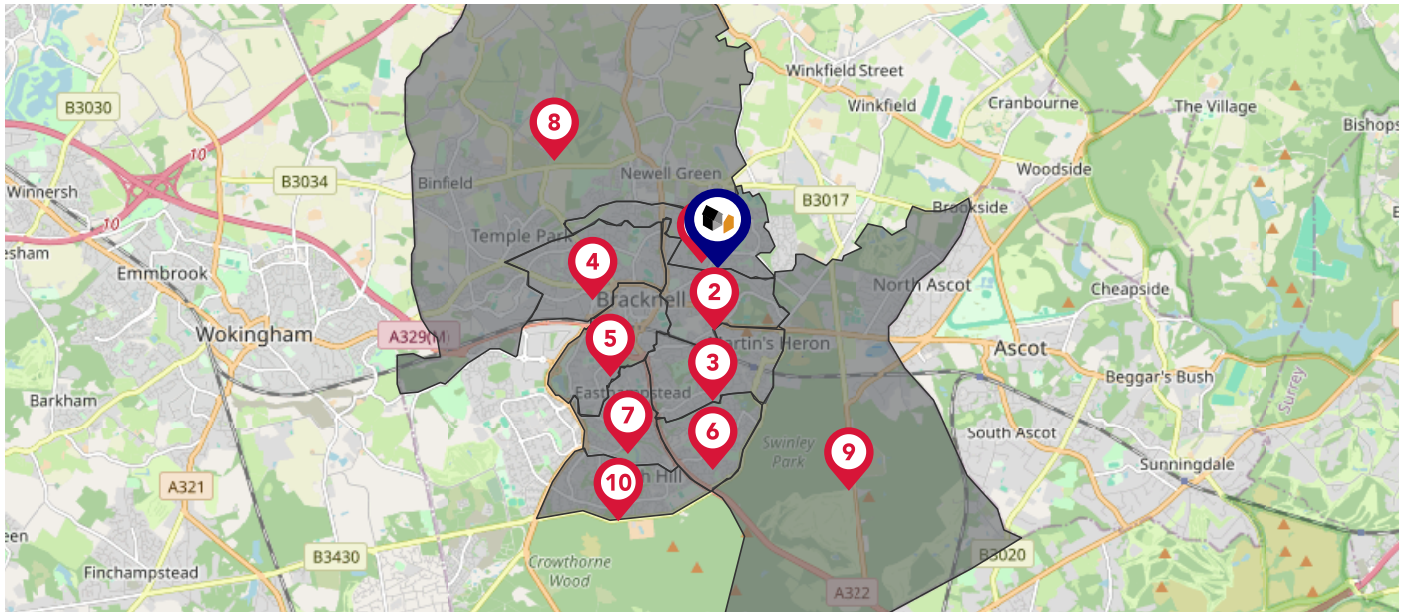 Hurst
Winkfield Street
B3030
Winkfield
Cranbourne
The Village
8
Bishops
10
Newell Green
Woodside
B3034
Binfield
Winnersh
B3017
Brookside
10
Temple Park
esham
Emmbrook
4
North Ascot
Cheapside
2
Bracknell
Wokingham
A329(M)
5
Martin's Heron
Ascot
3
Beggar's Bush
Surrey
Easthampstead
Barkham
7
6
South Ascot
Swinley
Park
9
Sunningdale
n Hill
10
A321
een
B3430
B3020
Crowthorne
Wood
Finchampstead
A322